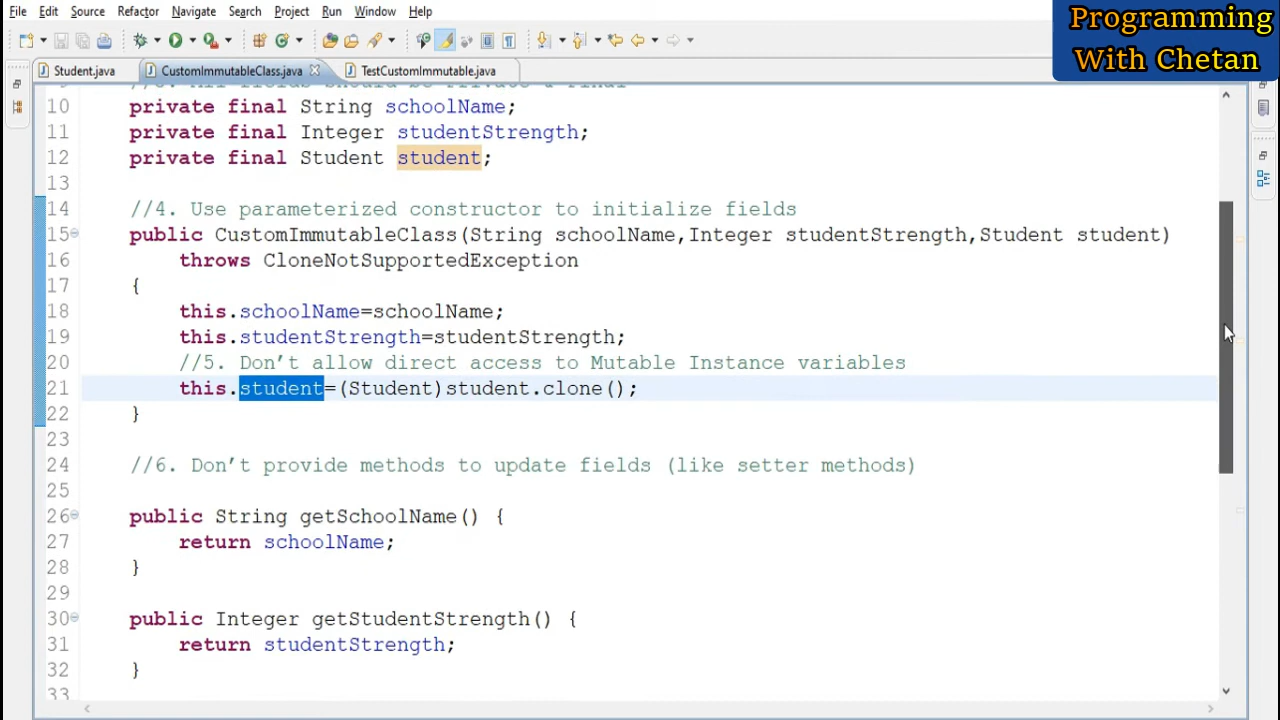 File Edit Source Refactor Navigate Search Project Run Window Help
Programming
With Chetan
Student.java CustomImmutableClass.java TestCustomImmutable.java
10 private final String schoolName;
11 private final Integer studentStrength;
12 private final Student student;
13
14 //4. Use parameterized constructor to initialize fields
15 public CustomImmutableClass(String schoolName,Integer studentStrength,Student student)
16 throws CloneNotSupportedException
17 {
18 this.schoolName=schoolName;
19 this.studentStrength=studentStrength;
20 //5. Don't allow direct access to Mutable Instance variables
21 this.student=(Student)student.clone();
22 }
23
24 //6. Don't provide methods to update fields (like setter methods)
25
26 public String getSchoolName() {
27 return schoolName;
28 }
29
30 public Integer getStudentStrength() {
31 return studentStrength;
32 }
33